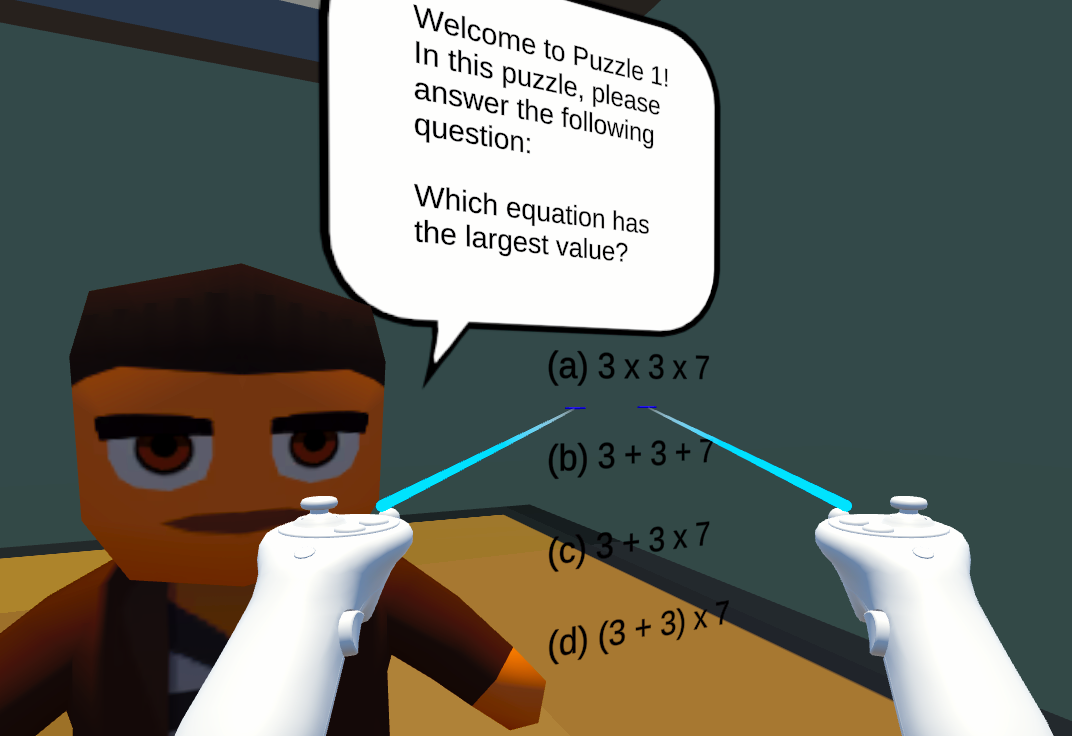 Welcome to Puzzle 1!
In this puzzle, please
answer the following
question:
Which equation has
the largest value?
(a) 3 x 3 x 7
(b) 3 + 3 + 7
(c) 3 + 3 x 7
(d) (3 + 3) x 7